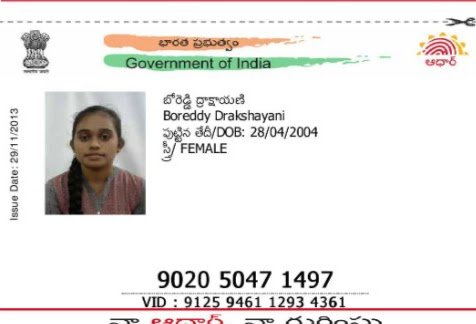 భారత ప్రభుత్వం
Government of India
ఆధార్
Issue Date: 29/11/2013
బోరెడ్డి ద్రాక్షాయణి
Boreddy Drakshayani
పుట్టిన తేదీ/DOB: 28/04/2004
స్త్రీ/ FEMALE
9020 5047 1497
VID : 9125 9461 1293 4361
నా ఆధార్, నా గుర్తింపు